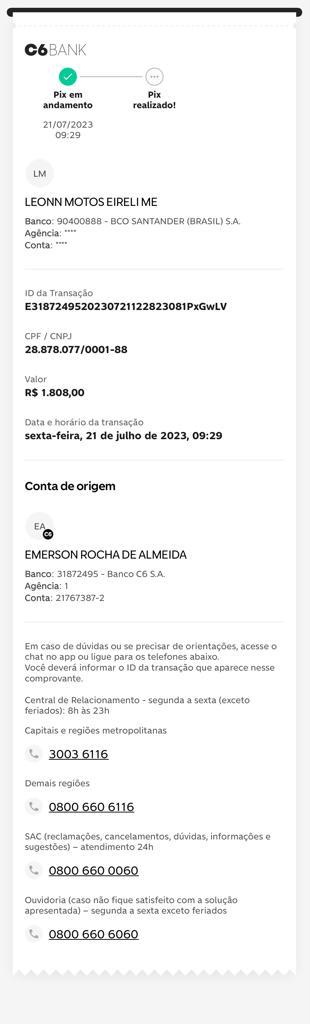 C6BANK
Pix em
andamento
Pix
realizado!
21/07/2023
09:29
LM
LEONN MOTOS EIRELI ME
Banco: 90400888 - BCO SANTANDER (BRASIL) S.A.
Agência: ****
Conta: ****
ID da Transação
E3187249520230721122823081PxGwLV
CPF / CNPJ
28.878.077/0001-88
Valor
R$ 1.808,00
Data e horário da transação
sexta-feira, 21 de julho de 2023, 09:29
Conta de origem
EA
C6
EMERSON ROCHA DE ALMEIDA
Banco: 31872495 - Banco C6 S.A.
Agência: 1
Conta: 21767387-2
Em caso de dúvidas ou se precisar de orientações, acesse o
chat no app ou ligue para os telefones abaixo.
Você deverá informar o ID da transação que aparece nesse
comprovante.
Central de Relacionamento - segunda a sexta (exceto
feriados): 8h às 23h
Capitais e regiões metropolitanas
3003 6116
Demais regiões
0800 660 6116
SAC (reclamações, cancelamentos, dúvidas, informações e
sugestões) – atendimento 24h
0800 660 0060
Ouvidoria (caso não fique satisfeito com a solução
apresentada) – segunda a sexta exceto feriados
0800 660 6060